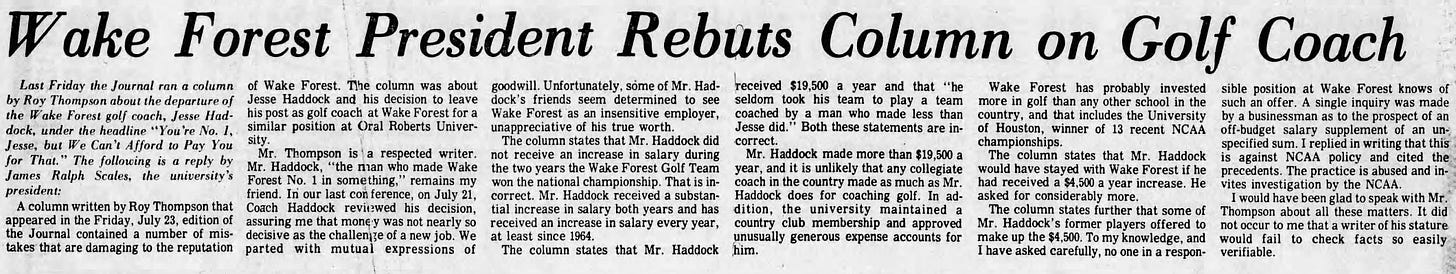 Wake Forest President Rebuts Column on Golf Coach
Last Friday the Journal ran a column
by Roy Thompson about the departure of
the Wake Forest golf coach, Jesse Had-
dock, under the headline "You're No. 1,
Jesse, but We Can't Afford to Pay You
for That." The following is a reply by
James Ralph Scales, the university's
president:
A column written by Roy Thompson that
appeared in the Friday, July 23, edition of
the Journal contained a number of mis-
takes that are damaging to the reputation
of Wake Forest. The column was about
Jesse Haddock and his decision to leave
his post as golf coach at Wake Forest for a
similar position at Oral Roberts Univer-
sity.
Mr. Thompson is a respected writer.
Mr. Haddock, "the man who made Wake
Forest No. 1 in something," remains my
friend. In our last conference, on July 21,
Coach Haddock reviewed his decision,
assuring me that money was not nearly so
decisive as the challenge of a new job. We
parted with mutual expressions of
goodwill. Unfortunately, some of Mr. Had-
dock's friends seem determined to see
Wake Forest as an insensitive employer,
unappreciative of his true worth.
The column states that Mr. Haddock did
not receive an increase in salary during
the two years the Wake Forest Golf Team
won the national championship. That is in-
correct. Mr. Haddock received a substan-
tial increase in salary both years and has
received an increase in salary every year,
at least since 1964.
The column states that Mr. Haddock
received $19,500 a year and that "he
seldom took his team to play a team
coached by a man who made less than
Jesse did." Both these statements are in-
correct.
Mr. Haddock made more than $19,500 a
year, and it is unlikely that any collegiate
coach in the country made as much as Mr.
Haddock does for coaching golf. In ad-
dition, the university maintained a
country club membership and approved
unusually generous expense accounts for
him.
Wake Forest has probably invested
more in golf than any other school in the
country, and that includes the University
of Houston, winner of 13 recent NCAA
championships.
The column states that Mr. Haddock
would have stayed with Wake Forest if he
had received a $4,500 a year increase. He
asked for considerably more.
The column states further that some of
Mr. Haddock's former players offered to
make up the $4,500. To my knowledge, and
I have asked carefully, no one in a respon-
sible position at Wake Forest knows of
such an offer. A single inquiry was made
by a businessman as to the prospect of an
off-budget salary supplement of an un-
specified sum. I replied in writing that this
is against NCAA policy and cited the
precedents. The practice is abused and in-
vites investigation by the NCAA.
I would have been glad to speak with Mr.
Thompson about all these matters. It did
not occur to me that a writer of his stature
would fail to check facts so easily
verifiable.